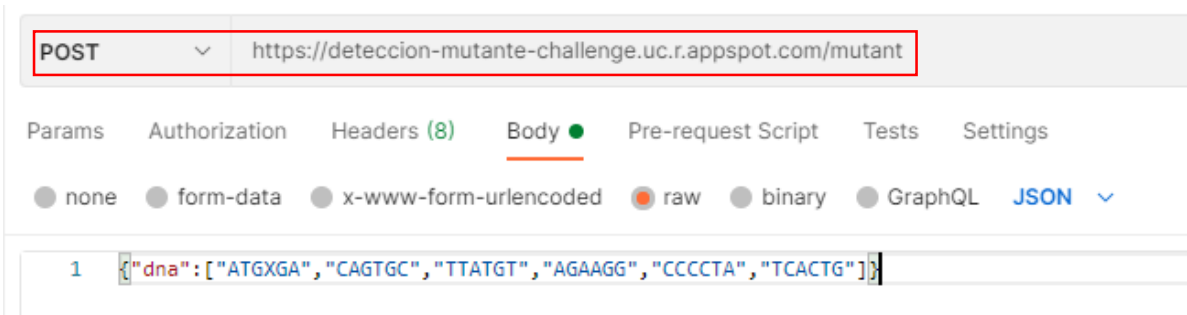 POST https://deteccion-mutante-challenge.uc.r.appspot.com/mutant
Params Authorization Headers (8) Body Pre-request Script Tests Settings
none form-data x-www-form-urlencoded raw binary GraphQL JSON
1 {"dna":["ATGXGA","CAGTGC","TTATGT","AGAAGG","CCCCTA","TCACTG"]}